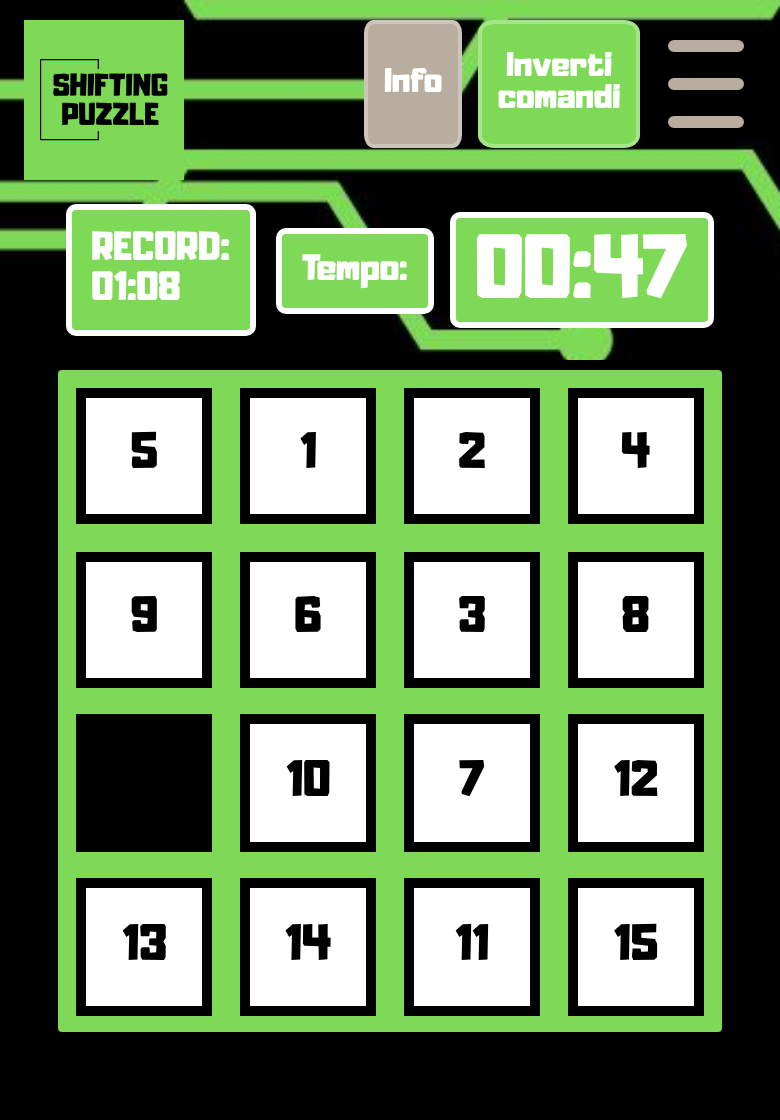 SHIFTING
PUZZLE
Info
Inverti
comandi
RECORD:
01:08
Tempo:
00:47
5 1 2 4
9 6 3 8
10 7 12
13 14 11 15